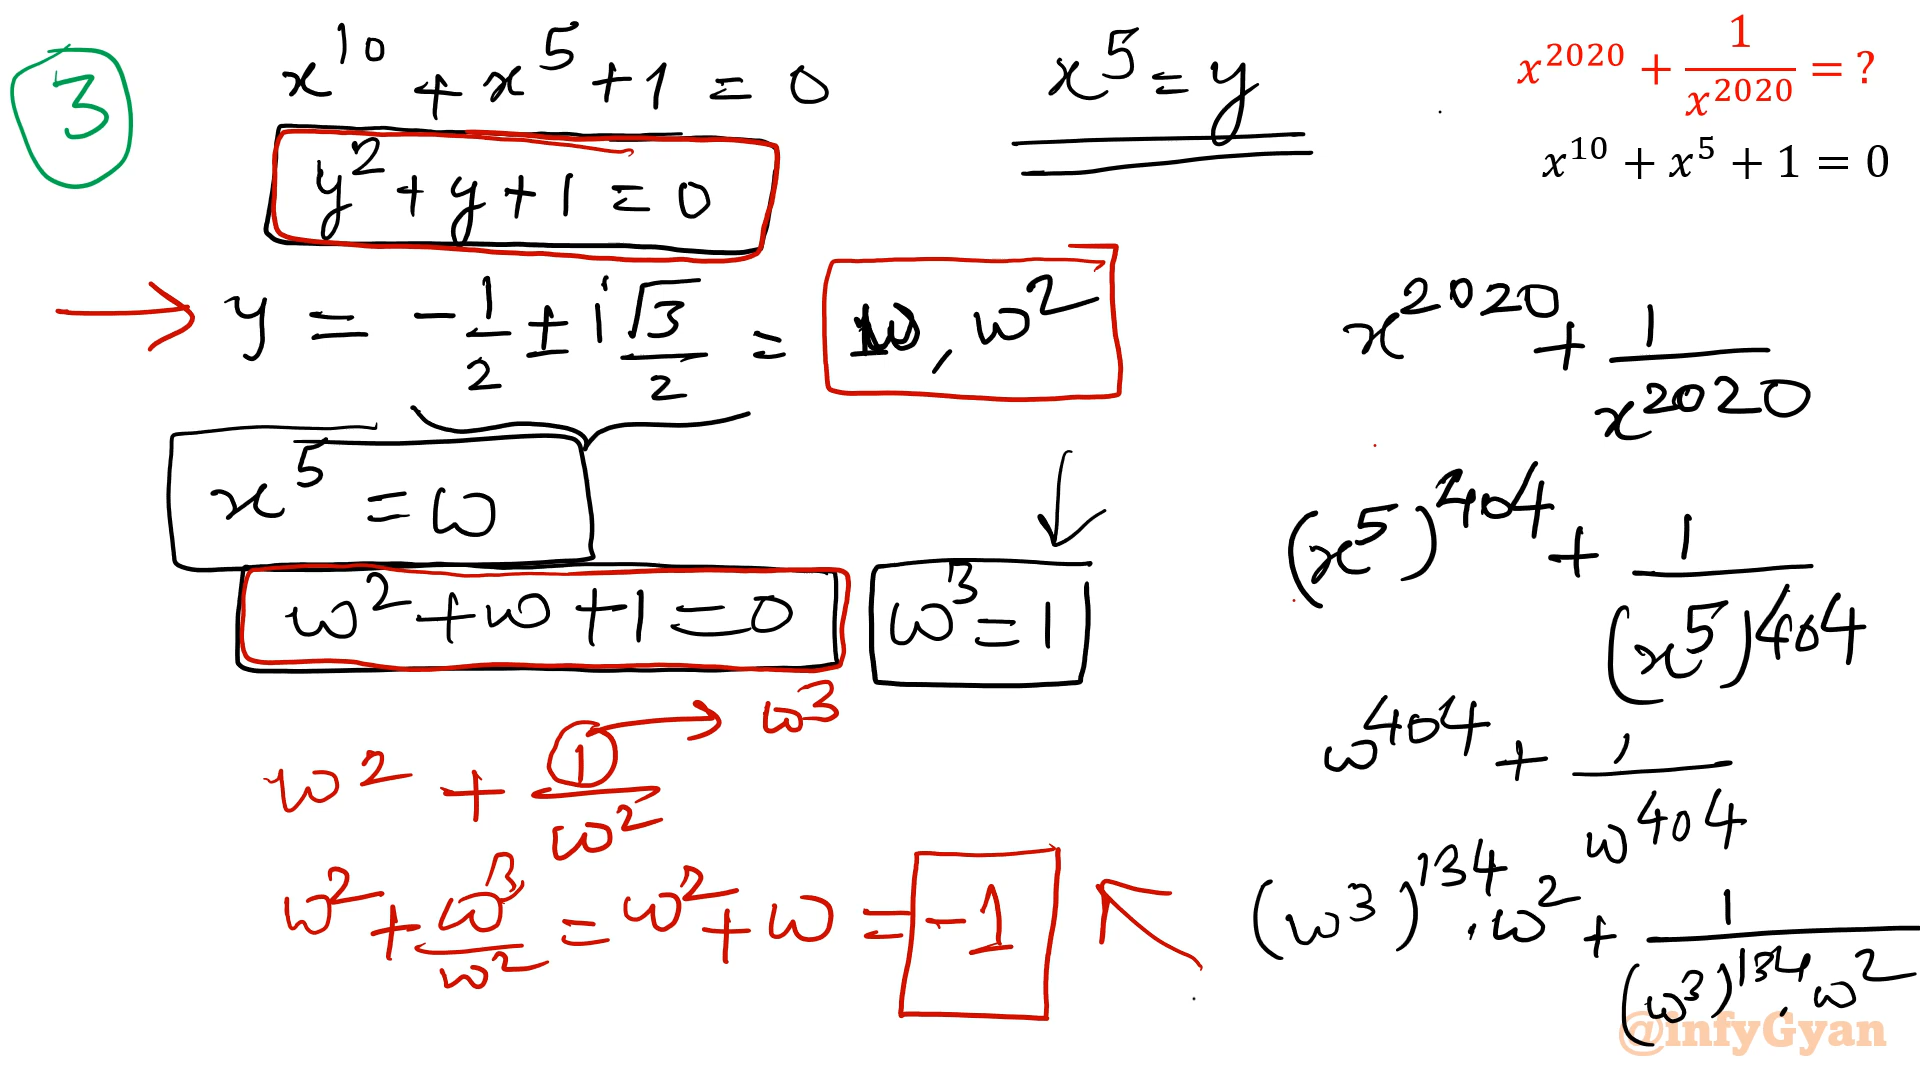 3
x^10 + x^5 + 1 = 0
x^5 = y
y^2 + y + 1 = 0
y = -1/2 ± i √3/2 = ω, ω^2
x^5 = ω
ω^2 + ω + 1 = 0
ω^3 = 1
ω^2 + 1/ω^2
ω^3
ω^2 + ω^3/ω^2 = ω^2 + ω = -1
x^2020 + 1/x^2020 = ?
x^10 + x^5 + 1 = 0
x^2020 + 1/x^2020
(x^5)^404 + 1/(x^5)^404
ω^404 + 1/ω^404
(ω^3)^134 . ω^2 + 1/(ω^3)^134 . ω^2
@infyGyan